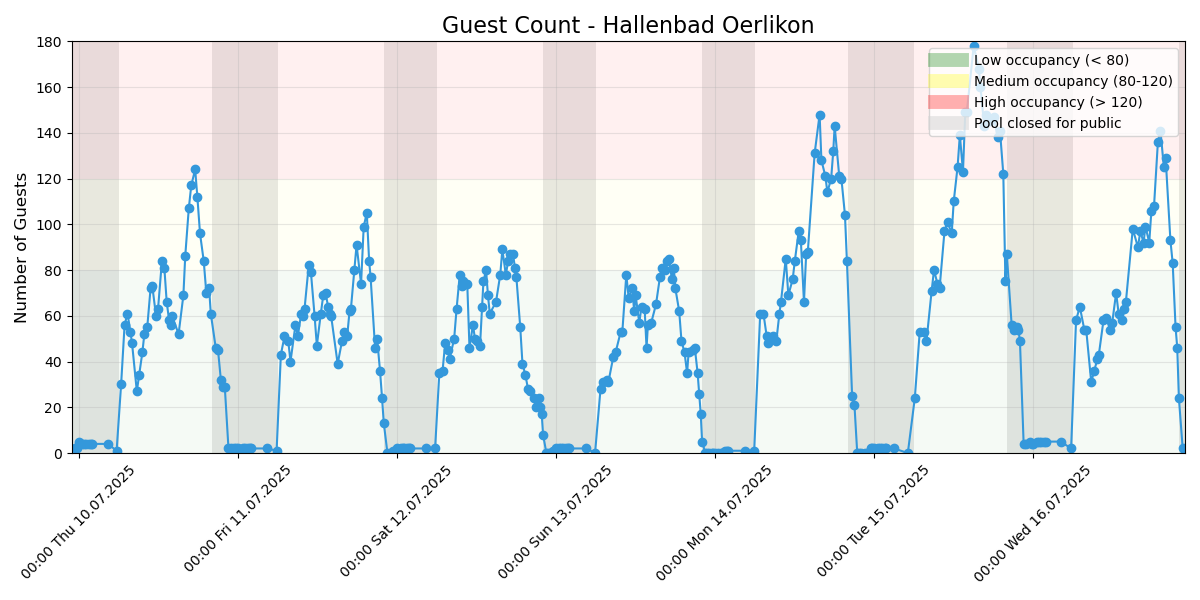 Guest Count - Hallenbad Oerlikon
Number of Guests
180
160
140
120
100
80
60
40
20
0
Low occupancy (< 80)
Medium occupancy (80-120)
High occupancy (> 120)
Pool closed for public
00:00 Thu 10.07.2025
00:00 Fri 11.07.2025
00:00 Sat 12.07.2025
00:00 Sun 13.07.2025
00:00 Mon 14.07.2025
00:00 Tue 15.07.2025
00:00 Wed 16.07.2025